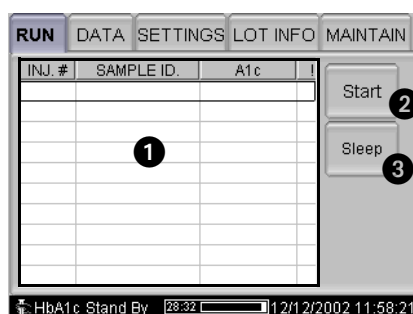 RUN DATA SETTINGS LOT INFO MAINTAIN
INJ. # SAMPLE ID. A1c !
Start
2
1
Sleep
3
HbA1c Stand By 28:32 12/12/2002 11:58:21